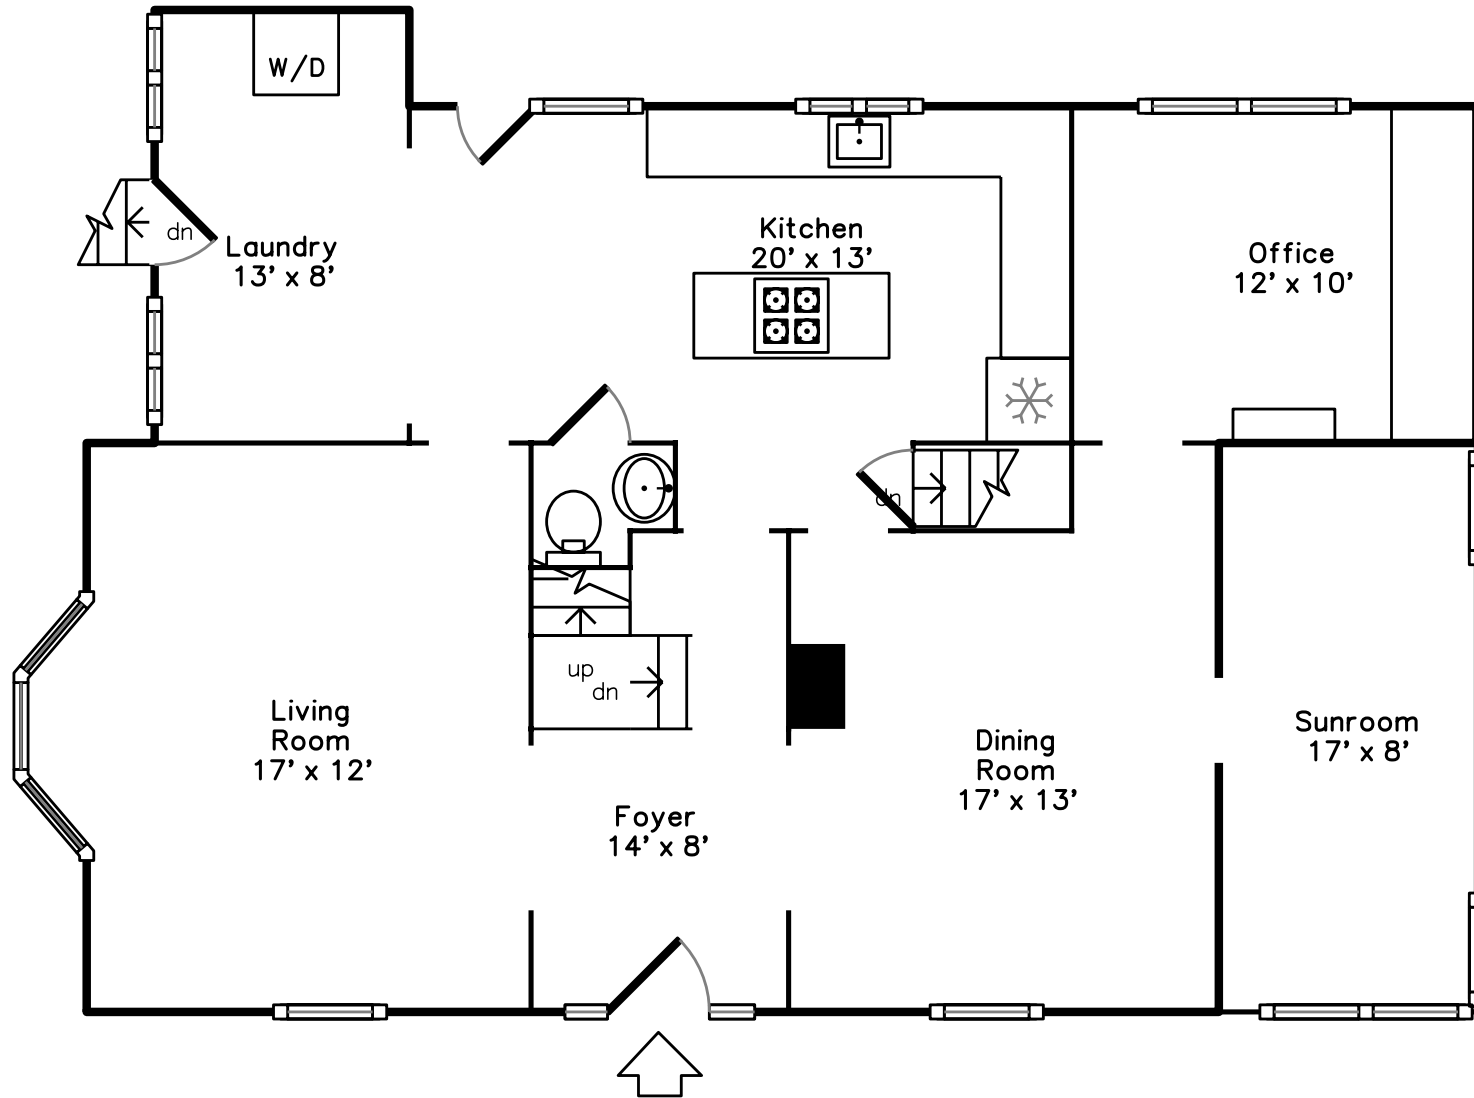 W/D
Kitchen
20' x 13'
dn
Laundry
13' x 8'
Office
12' x 10'
dn
up
dn
Living
Room
17' x 12'
Dining
Room
17' x 13'
Sunroom
17' x 8'
Foyer
14' x 8'